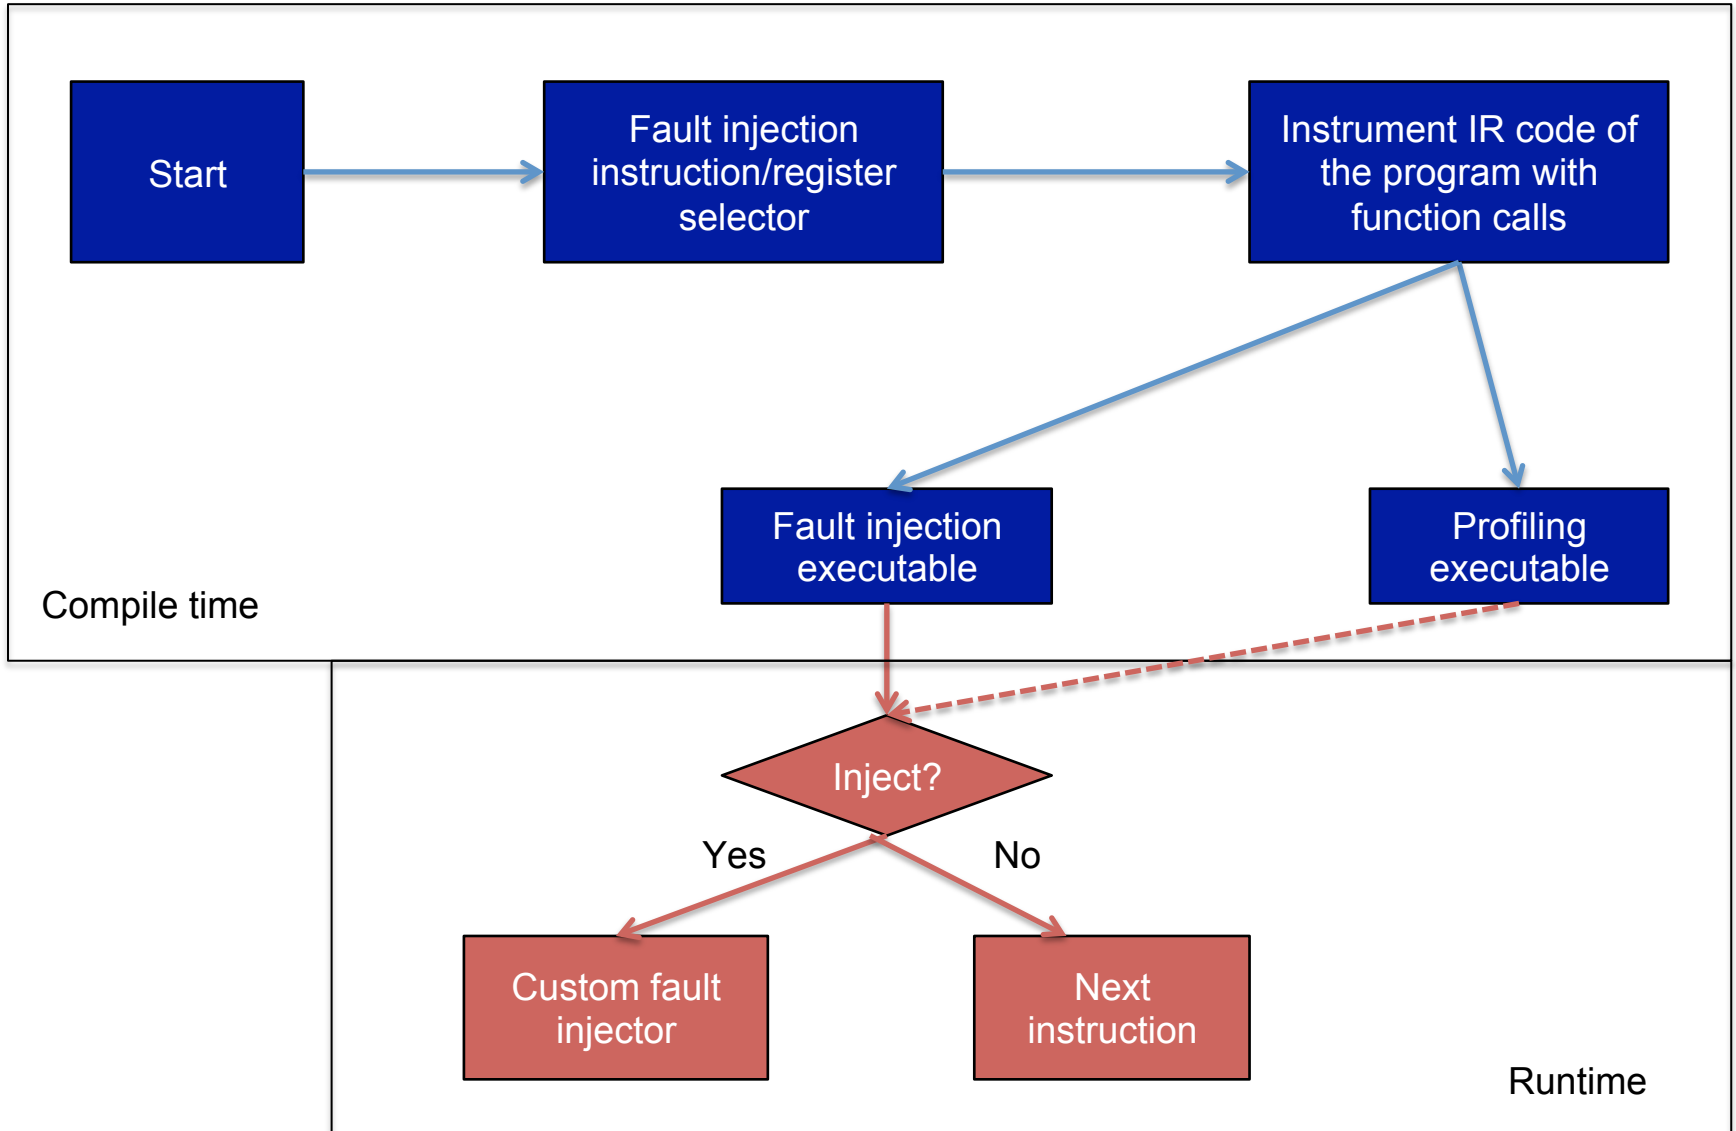 Start
Fault injection
instruction/register
selector
Instrument IR code of
the program with
function calls
Fault injection
executable
Profiling
executable
Compile time
Inject?
Yes
No
Custom fault
injector
Next
instruction
Runtime